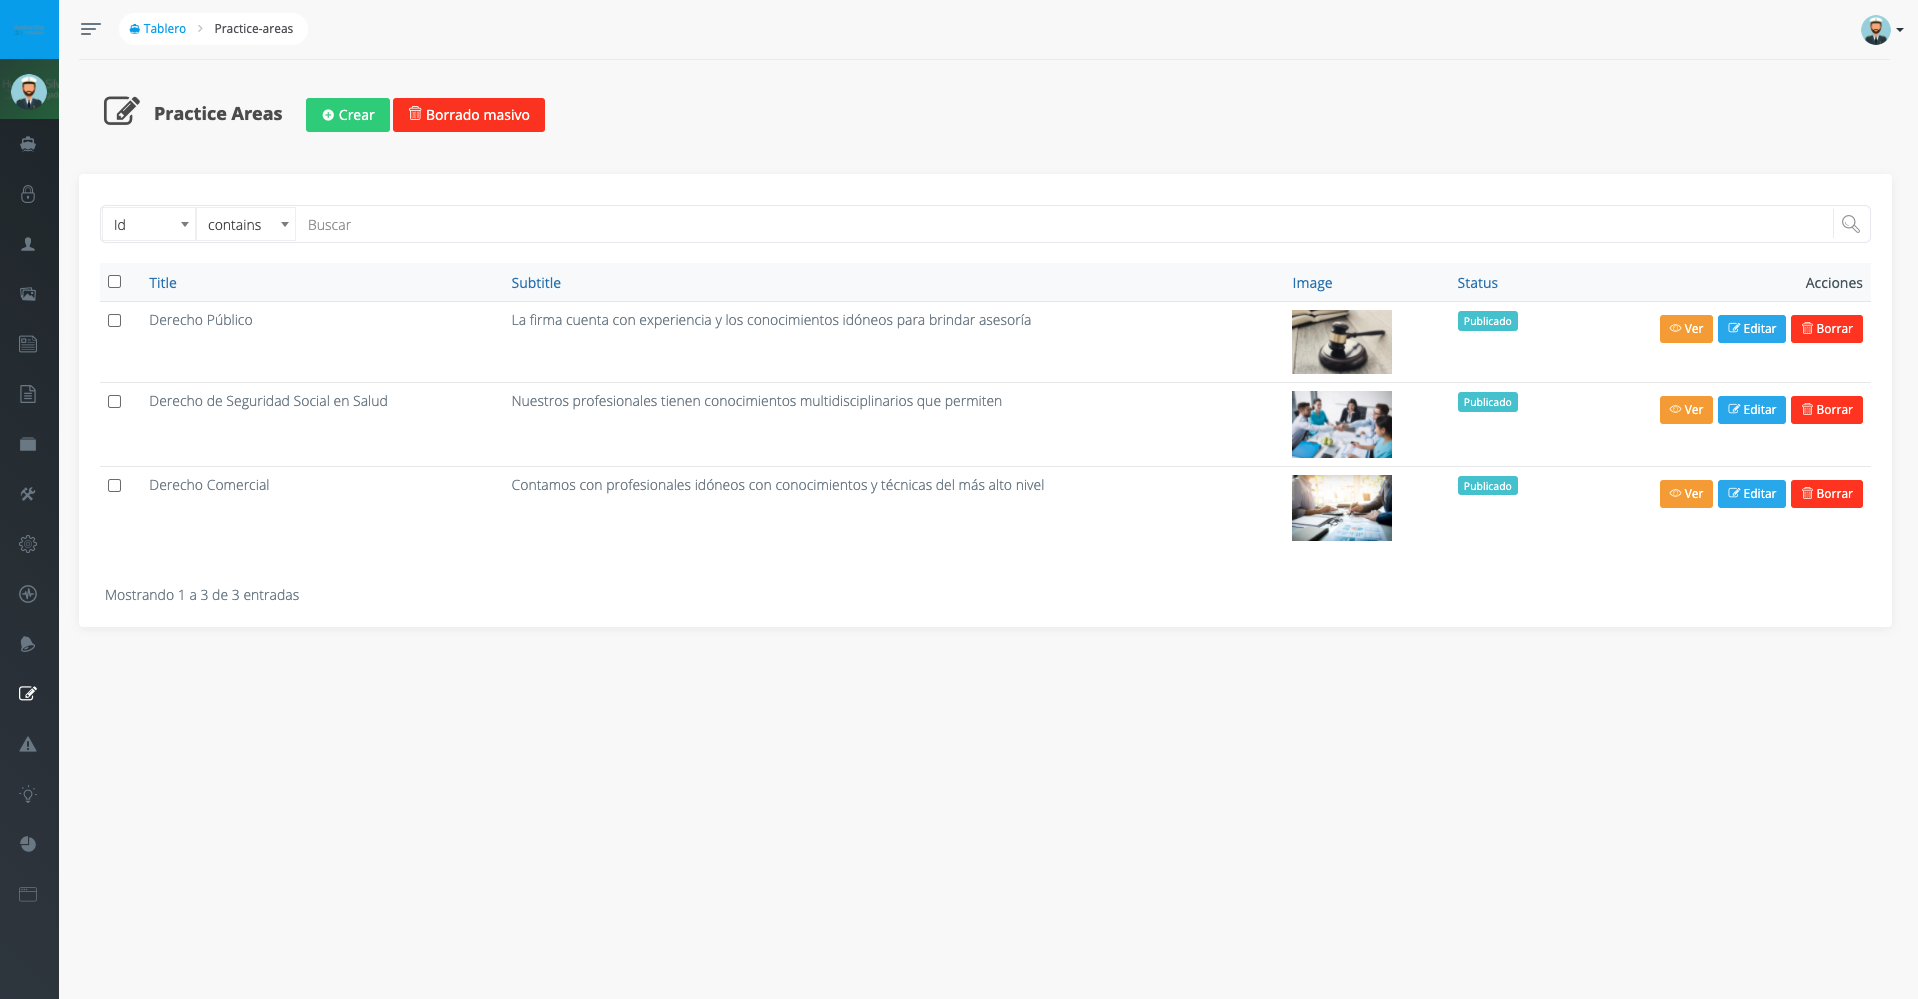 Tablero > Practice-areas
Practice Areas
Crear
Borrado masivo
Id
contains
Buscar
Title Subtitle Image Status Acciones
Derecho Público La firma cuenta con experiencia y los conocimientos idóneos para brindar asesoría Publicado Ver Editar Borrar
Derecho de Seguridad Social en Salud Nuestros profesionales tienen conocimientos multidisciplinarios que permiten Publicado Ver Editar Borrar
Derecho Comercial Contamos con profesionales idóneos con conocimientos y técnicas del más alto nivel Publicado Ver Editar Borrar
Mostrando 1 a 3 de 3 entradas